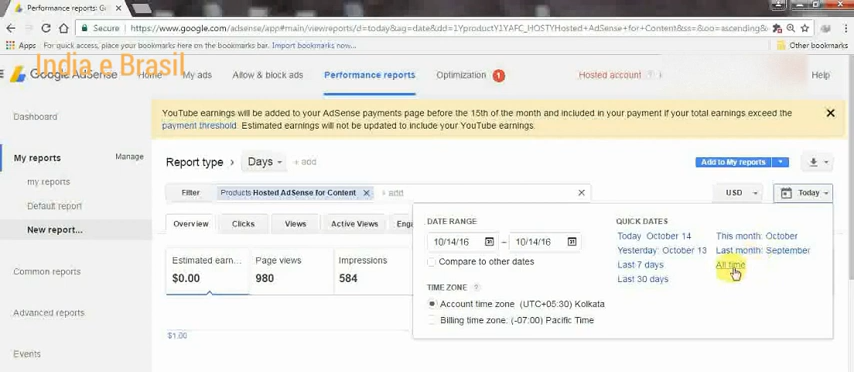 Performance reports
Secure https://www.google.com/adsense/app#main/viewreports/d=today&ag=date&dd=1YproductY1YAFC_HOSTYHosted+AdSense+for+Content&ss=&oo=ascending&
Apps For quick access, place your bookmarks here on the bookmarks bar. Import bookmarks now... Other bookmarks
India e Brasil
Google AdSense Home My ads Allow & block ads Performance reports Optimization 1 Hosted account ? Help
YouTube earnings will be added to your AdSense payments page before the 15th of the month and included in your payment if your total earnings exceed the
payment threshold. Estimated earnings will not be updated to include your YouTube earnings.
Dashboard
My reports Manage
my reports
Default report
New report...
Common reports
Advanced reports
Events
Report type > Days + add Add to My reports
Filter Products Hosted AdSense for Content + add USD Today
Overview Clicks Views Active Views
Estimated earn... Page views Impressions
$0.00 980 584
$1.00
DATE RANGE
10/14/16 – 10/14/16
Compare to other dates
TIME ZONE ?
Account time zone (UTC+05:30) Kolkata
Billing time zone. (-07:00) Pacific Time
QUICK DATES
Today October 14 This month: October
Yesterday: October 13 Last month: September
Last 7 days All time
Last 30 days